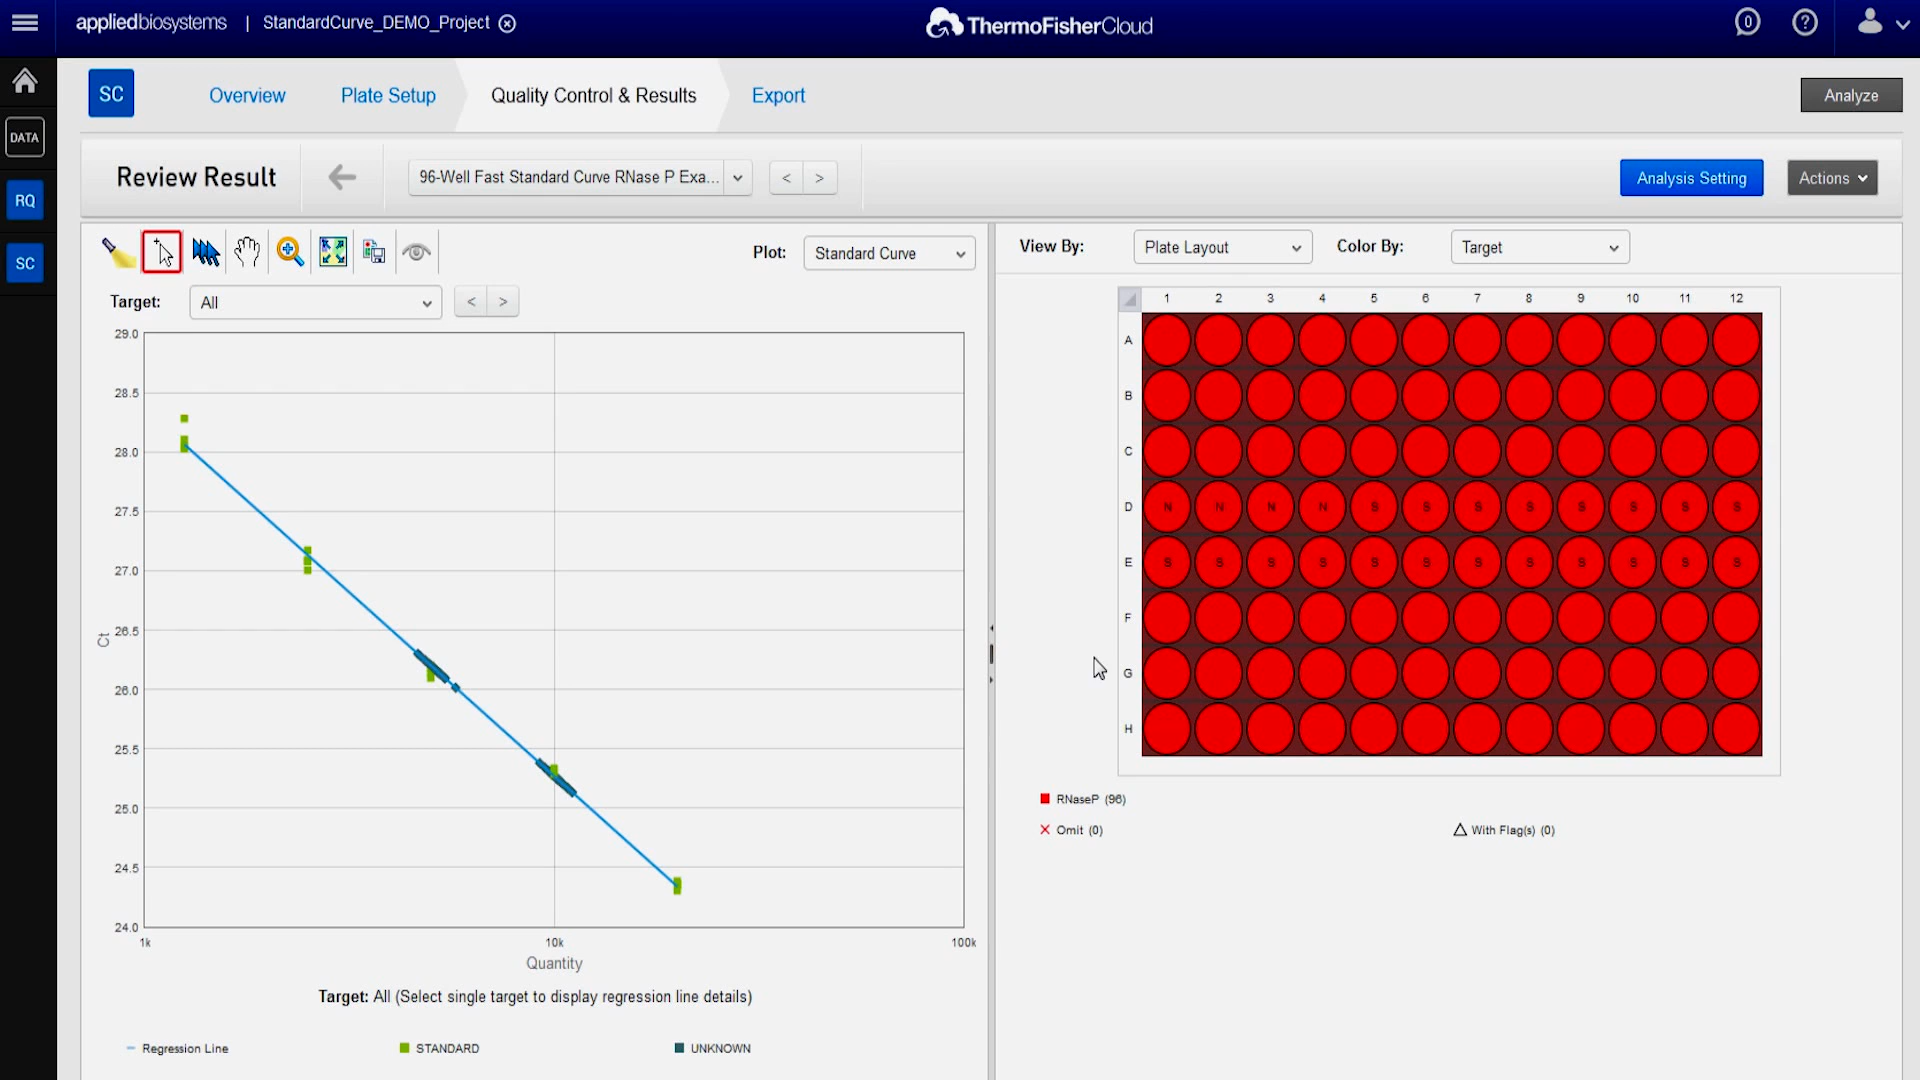 appliedbiosystems | StandardCurve_DEMO_Project
ThermoFisherCloud
0
?
SC
Overview
Plate Setup
Quality Control & Results
Export
Analyze
DATA
RQ
SC
Review Result
96-Well Fast Standard Curve RNase P Exa...
< >
Analysis Setting
Actions
Plot: Standard Curve
View By: Plate Layout
Color By: Target
Target: All
< >
29.0
28.5
28.0
27.5
27.0
26.5
26.0
25.5
25.0
24.5
24.0
Ct
1k 10k 100k
Quantity
Target: All (Select single target to display regression line details)
Regression Line
STANDARD
UNKNOWN
1 2 3 4 5 6 7 8 9 10 11 12
A
B
C
D N N N N S S S S S S S S
E S S S S S S S S S S S S
F
G
H
RNaseP (96)
Omit (0)
With Flag(s) (0)